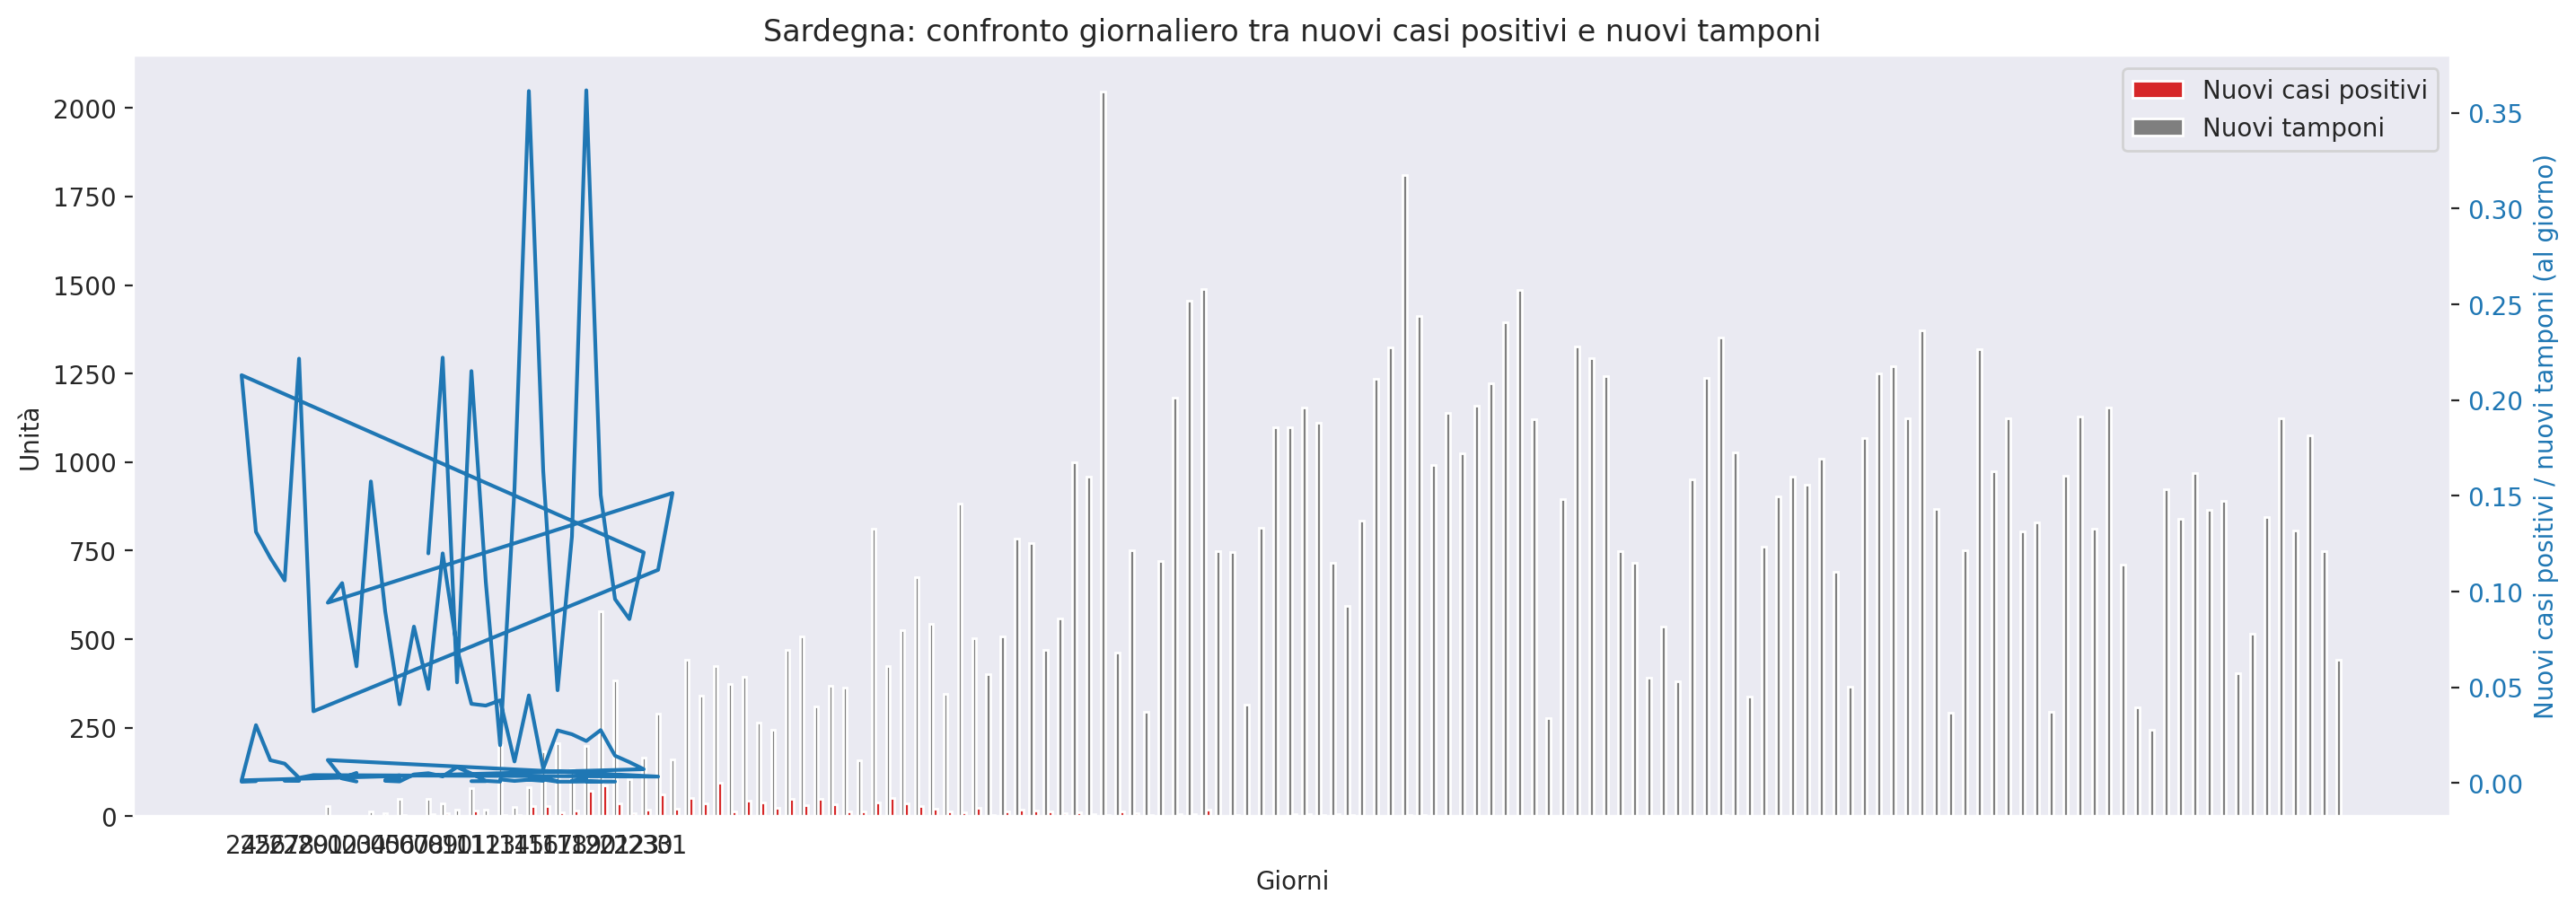 Sardegna: confronto giornaliero tra nuovi casi positivi e nuovi tamponi
Nuovi casi positivi
Nuovi tamponi
2000
1750
1500
1250
1000
750
500
250
0
Unità
0.35
0.30
0.25
0.20
0.15
0.10
0.05
0.00
Nuovi casi positivi / nuovi tamponi (al giorno)
Giorni